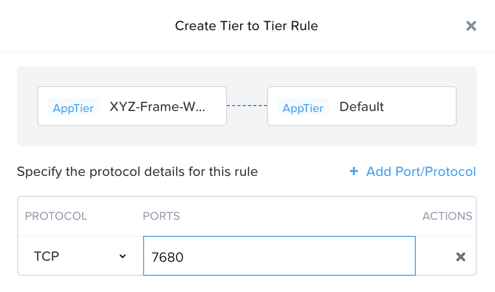 Create Tier to Tier Rule
AppTier XYZ-Frame-W... AppTier Default
Specify the protocol details for this rule + Add Port/Protocol
PROTOCOL PORTS ACTIONS
TCP 7680